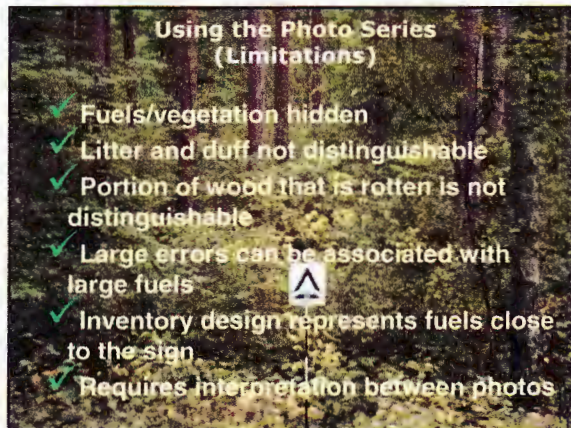 Using the Photo Series
(Limitations)
Fuels/vegetation hidden
Litter and duff not distinguishable
Portion of wood that is rotten is not
distinguishable
Large errors can be associated with
large fuels
Inventory design represents fuels close
to the sign
Requires interpretation between photos